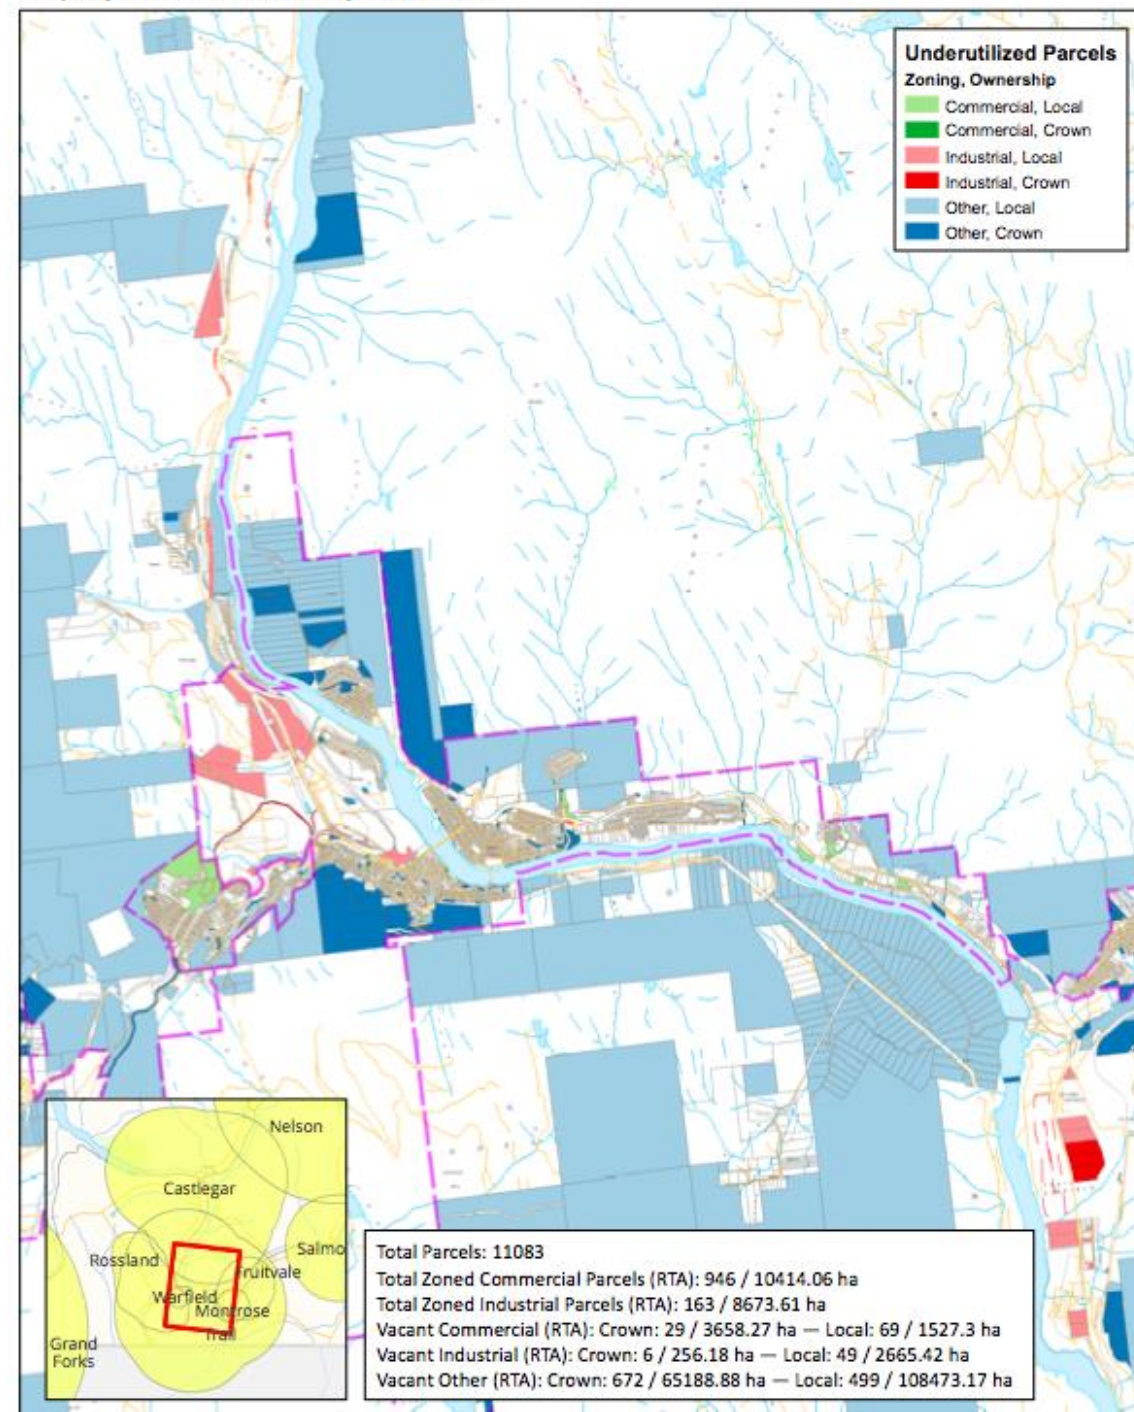 Underutilized Parcels
Zoning, Ownership
Commercial, Local
Commercial, Crown
Industrial, Local
Industrial, Crown
Other, Local
Other, Crown
Nelson
Castlegar
Rossland
Salmo
Fruitvale
Warfield
Montrose
Trail
Grand
Forks
Total Parcels: 11083
Total Zoned Commercial Parcels (RTA): 946 / 10414.06 ha
Total Zoned Industrial Parcels (RTA): 163 / 8673.61 ha
Vacant Commercial (RTA): Crown: 29 / 3658.27 ha — Local: 69 / 1527.3 ha
Vacant Industrial (RTA): Crown: 6 / 256.18 ha — Local: 49 / 2665.42 ha
Vacant Other (RTA): Crown: 672 / 65188.88 ha — Local: 499 / 108473.17 ha